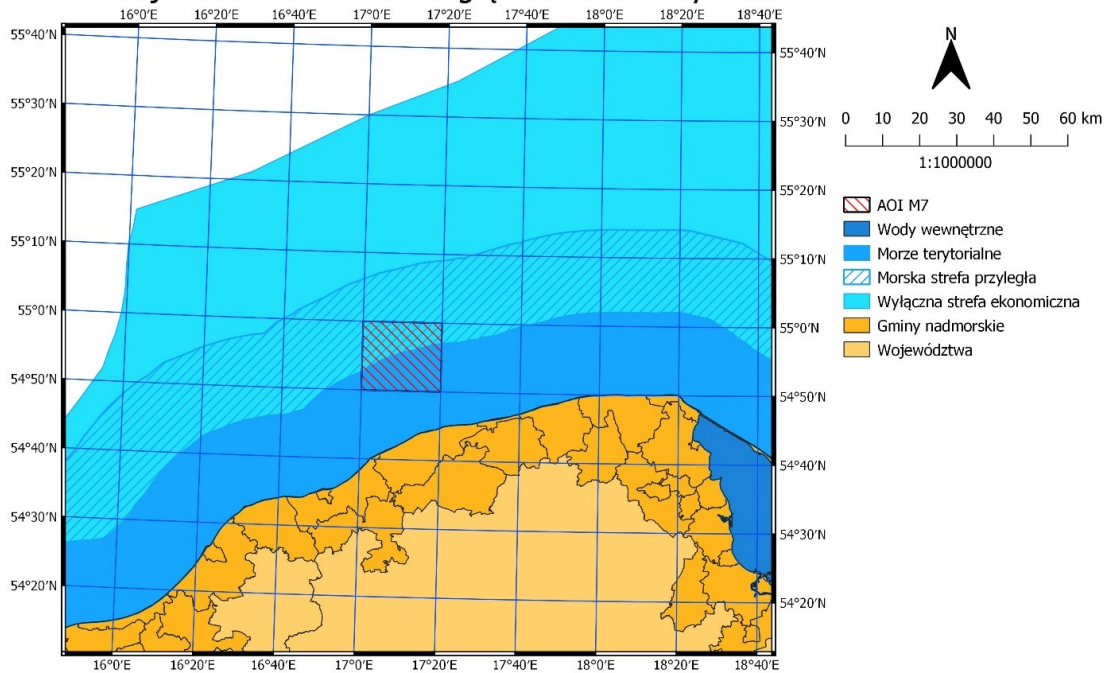 16°0′E 16°20′E 16°40′E 17°0′E 17°20′E 17°40′E 18°0′E 18°20′E 18°40′E
55°40′N
55°30′N
55°20′N
55°10′N
55°0′N
54°50′N
54°40′N
54°30′N
54°20′N
55°40′N
55°30′N
55°20′N
55°10′N
55°0′N
54°50′N
54°40′N
54°30′N
54°20′N
16°0′E 16°20′E 16°40′E 17°0′E 17°20′E 17°40′E 18°0′E 18°20′E 18°40′E
N
0 10 20 30 40 50 60 km
1:1000000
AOI M7
Wody wewnętrzne
Morze terytorialne
Morska strefa przyległa
Wyłączna strefa ekonomiczna
Gminy nadmorskie
Województwa